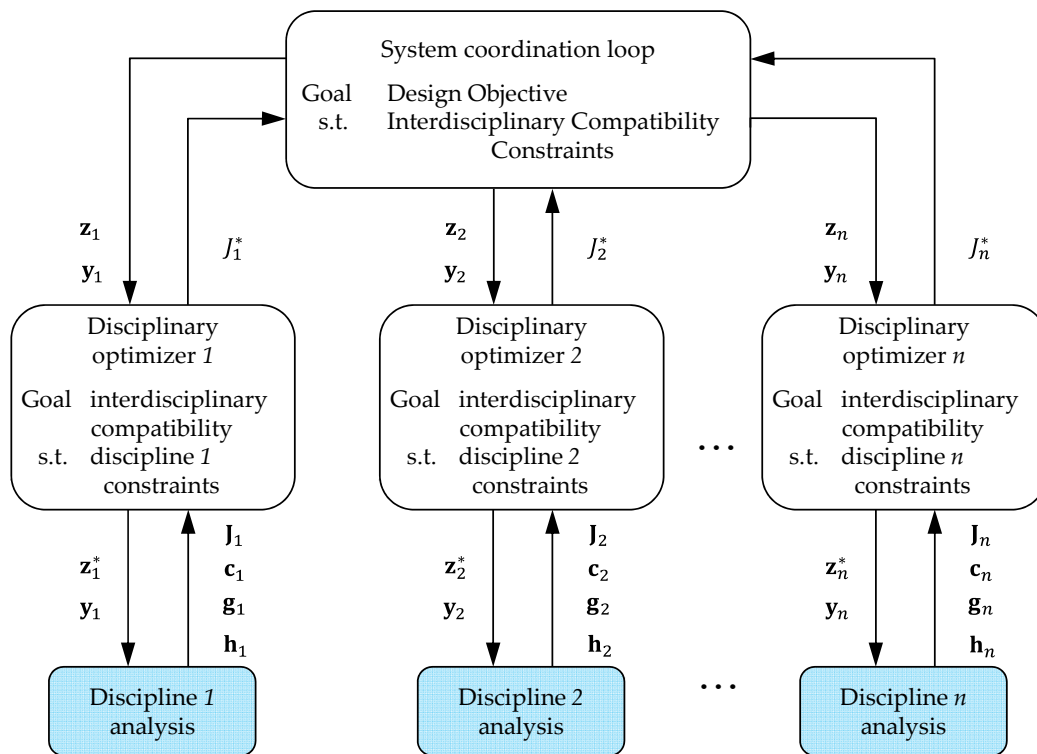 System coordination loop
Goal Design Objective
s.t. Interdisciplinary Compatibility
Constraints
z₁
y₁
J₁*
z₂
y₂
J₂*
zₙ
yₙ
Jₙ*
Disciplinary
optimizer 1
Goal interdisciplinary
compatibility
s.t. discipline 1
constraints
Disciplinary
optimizer 2
Goal interdisciplinary
compatibility
s.t. discipline 2
constraints
...
Disciplinary
optimizer n
Goal interdisciplinary
compatibility
s.t. discipline n
constraints
z₁*
y₁
J₁
c₁
g₁
h₁
z₂*
y₂
J₂
c₂
g₂
h₂
zₙ*
yₙ
Jₙ
cₙ
gₙ
hₙ
Discipline 1
analysis
Discipline 2
analysis
...
Discipline n
analysis